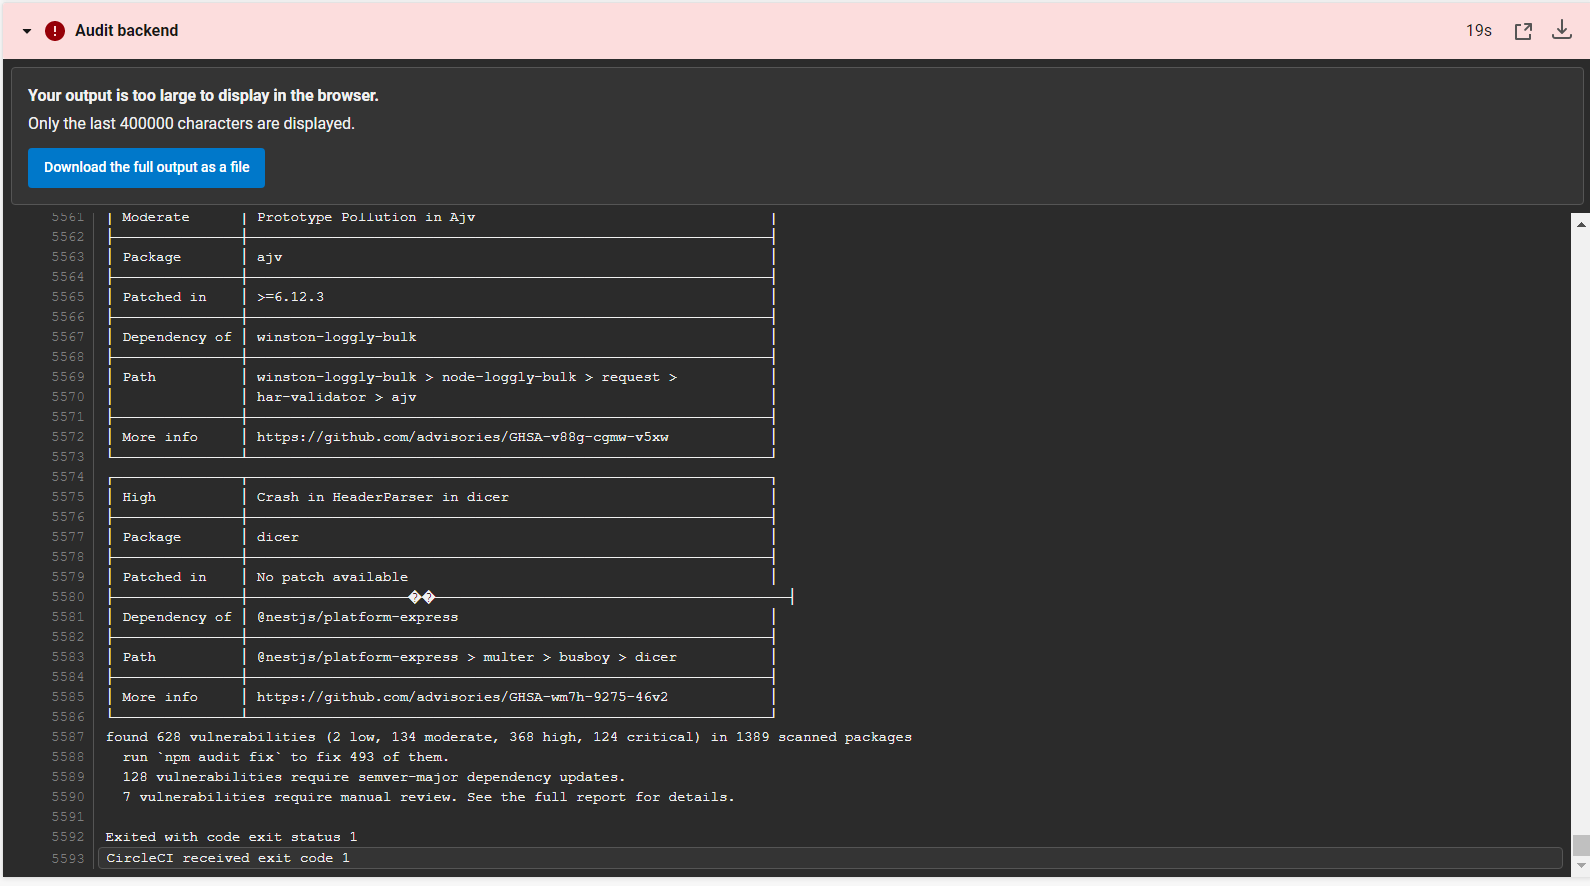 Audit backend
19s
Your output is too large to display in the browser.
Only the last 400000 characters are displayed.
Download the full output as a file
5561 | Moderate | Prototype Pollution in Ajv |
5562
5563 | Package | ajv |
5564
5565 | Patched in | >=6.12.3 |
5566
5567 | Dependency of | winston-loggly-bulk |
5568
5569 | Path | winston-loggly-bulk > node-loggly-bulk > request > |
5570 | | har-validator > ajv |
5571
5572 | More info | https://github.com/advisories/GHSA-v88g-cgmw-v5xw |
5573
5574
5575 | High | Crash in HeaderParser in dicer |
5576
5577 | Package | dicer |
5578
5579 | Patched in | No patch available |
5580 ��
5581 | Dependency of | @nestjs/platform-express |
5582
5583 | Path | @nestjs/platform-express > multer > busboy > dicer |
5584
5585 | More info | https://github.com/advisories/GHSA-wm7h-9275-46v2 |
5586
5587 found 628 vulnerabilities (2 low, 134 moderate, 368 high, 124 critical) in 1389 scanned packages
5588 run `npm audit fix` to fix 493 of them.
5589 128 vulnerabilities require semver-major dependency updates.
5590 7 vulnerabilities require manual review. See the full report for details.
5591
5592 Exited with code exit status 1
5593 CircleCI received exit code 1